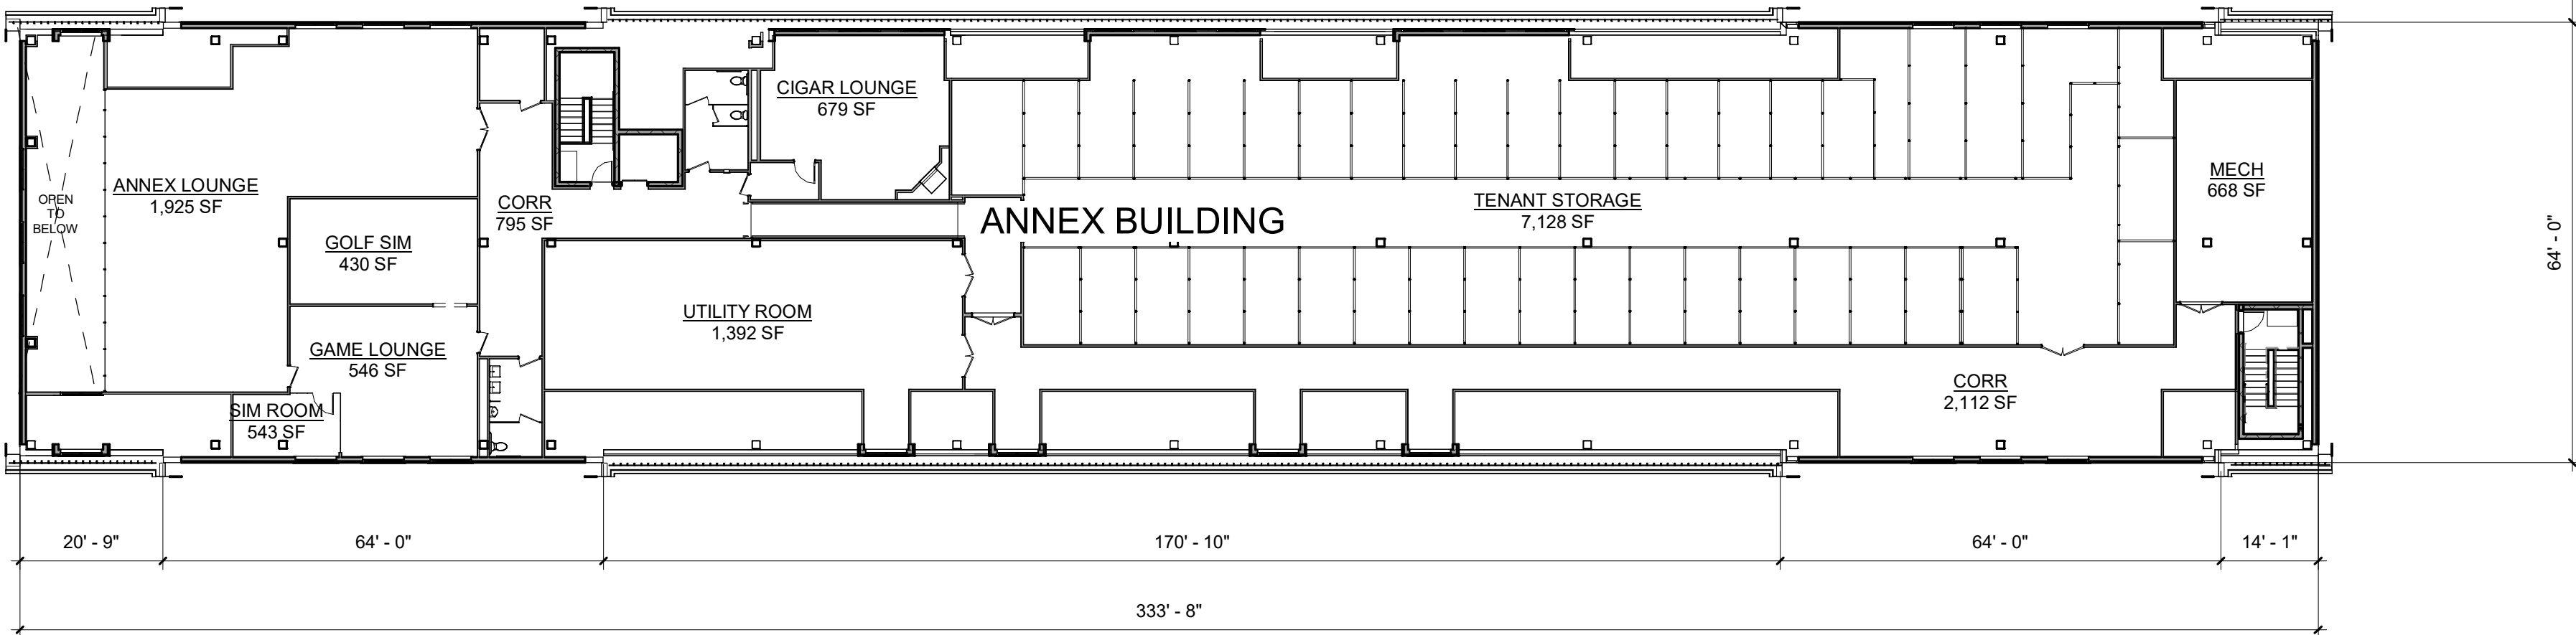 CIGAR LOUNGE
679 SF
ANNEX LOUNGE
1,925 SF
OPEN
TO
BELOW
CORR
795 SF
ANNEX BUILDING
TENANT STORAGE
7,128 SF
MECH
668 SF
GOLF SIM
430 SF
64' - 0"
UTILITY ROOM
1,392 SF
GAME LOUNGE
546 SF
SIM ROOM
543 SF
CORR
2,112 SF
20' - 9"
64' - 0"
170' - 10"
64' - 0"
14' - 1"
333' - 8"